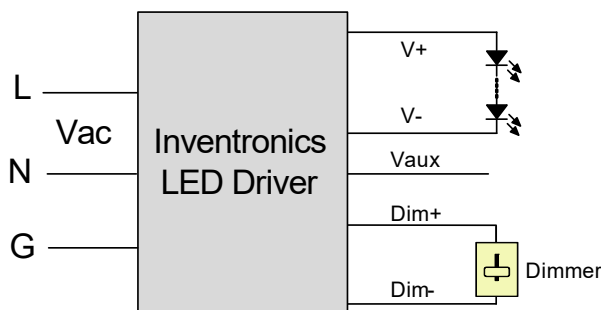 L
Vac
N
G
Inventronics
LED Driver
V+
V-
Vaux
Dim+
Dimmer
Dim-